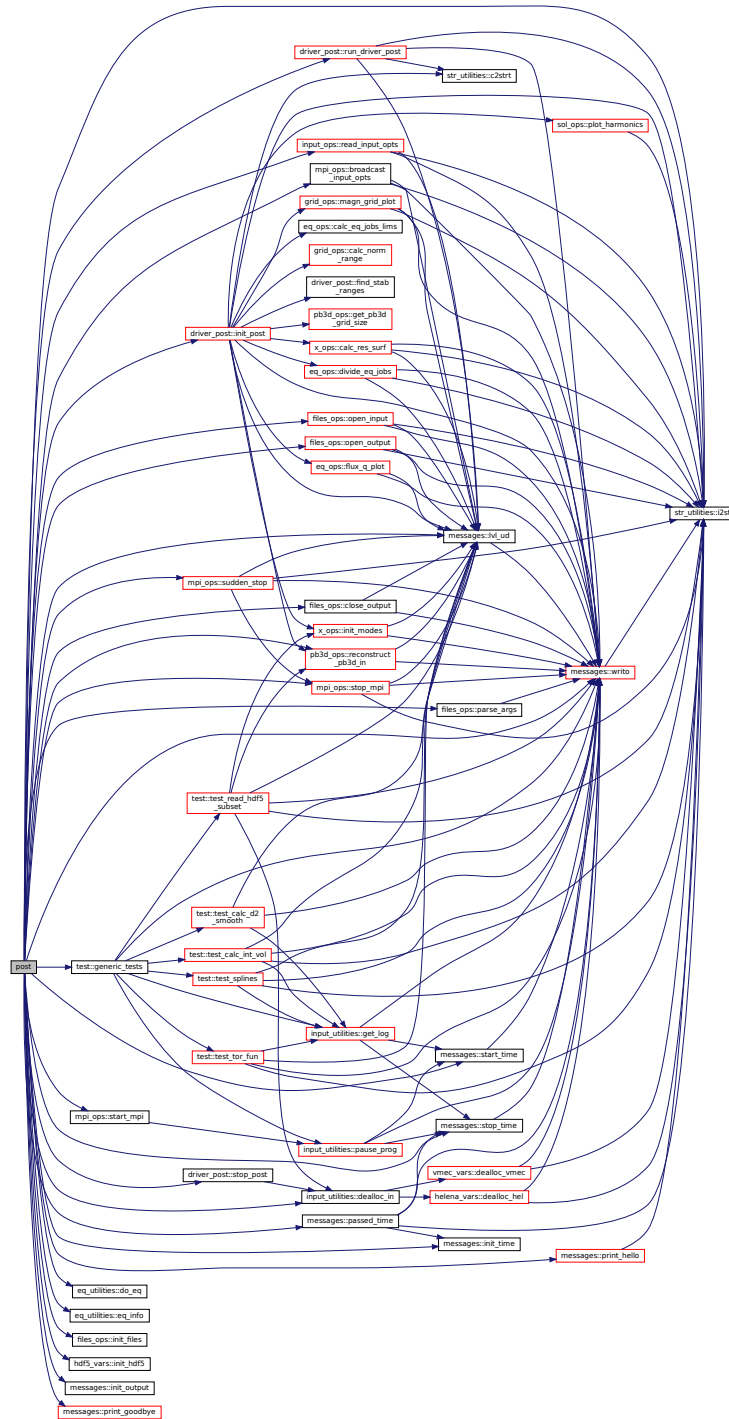 driver_post::run_driver_post
str_utilities::c2strt
sol_ops::plot_harmonics
input_ops::read_input_opts
mpi_ops::broadcast
_input_opts
grid_ops::magn_grid_plot
eq_ops::calc_eq_jobs_lims
grid_ops::calc_norm
_range
driver_post::find_stab
_ranges
pb3d_ops::get_pb3d
_grid_size
driver_post::init_post
x_ops::calc_res_surf
eq_ops::divide_eq_jobs
files_ops::open_input
files_ops::open_output
eq_ops::flux_q_plot
str_utilities::i2st
messages::lvl_ud
mpi_ops::sudden_stop
files_ops::close_output
x_ops::init_modes
pb3d_ops::reconstruct
_pb3d_in
messages::writo
mpi_ops::stop_mpi
files_ops::parse_args
test::test_read_hdf5
_subset
test::test_calc_d2
_smooth
test::test_calc_int_vol
post
test::generic_tests
test::test_splines
input_utilities::get_log
messages::start_time
test::test_tor_fun
mpi_ops::start_mpi
messages::stop_time
input_utilities::pause_prog
driver_post::stop_post
vmec_vars::dealloc_vmec
input_utilities::dealloc_in
helena_vars::dealloc_hel
messages::passed_time
messages::init_time
messages::print_hello
eq_utilities::do_eq
eq_utilities::eq_info
files_ops::init_files
hdf5_vars::init_hdf5
messages::init_output
messages::print_goodbye